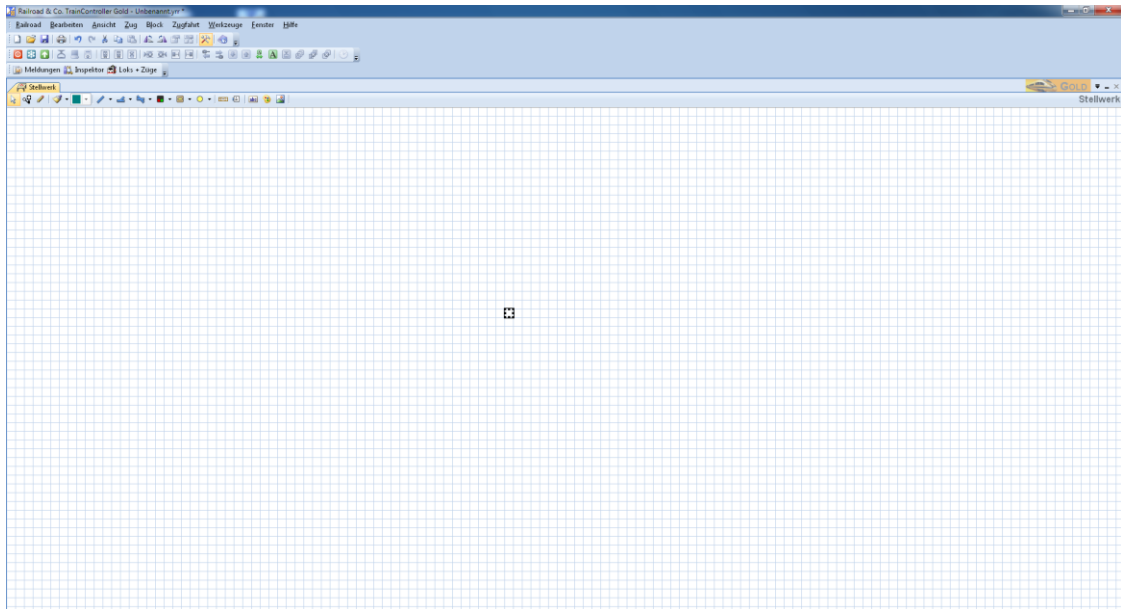 Railroad & Co. TrainController Gold - Unbenannt.yrr *
Railroad Bearbeiten Ansicht Zug Block Zugfahrt Werkzeuge Fenster Hilfe
Meldungen Inspektor Loks + Züge
Stellwerk
GOLD
Stellwerk